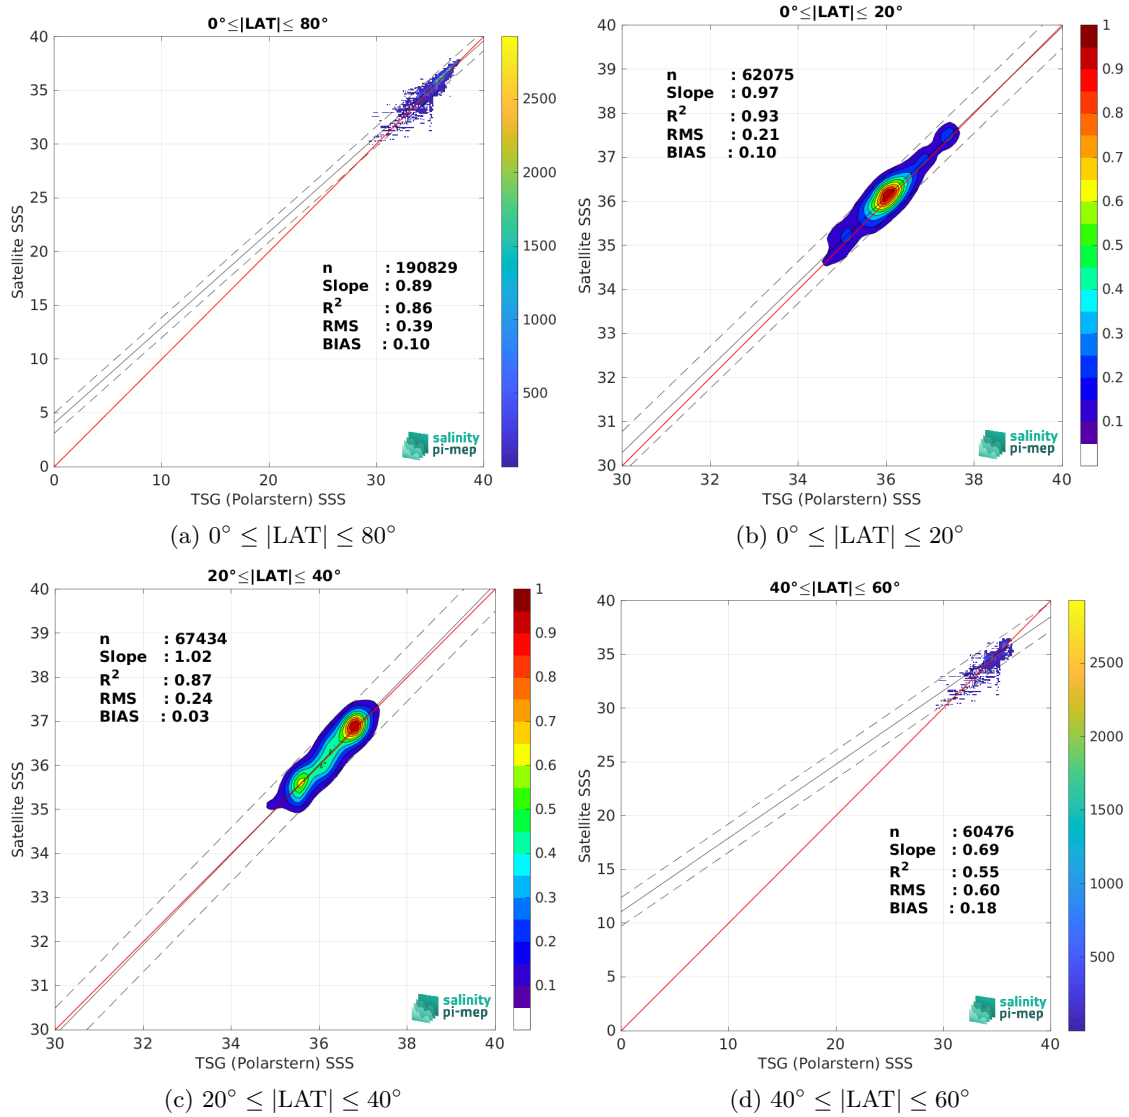 0°≤|LAT|≤ 80°
40
35
30
25
20
15
10
5
0
0
10
20
30
40
Satellite SSS
TSG (Polarstern) SSS
n : 190829
Slope : 0.89
R² : 0.86
RMS : 0.39
BIAS : 0.10
salinity
pi-mep
2500
2000
1500
1000
500
(a) 0° ≤ |LAT| ≤ 80°
0°≤|LAT|≤ 20°
40
39
38
37
36
35
34
33
32
31
30
30
32
34
36
38
40
Satellite SSS
TSG (Polarstern) SSS
n : 62075
Slope : 0.97
R² : 0.93
RMS : 0.21
BIAS : 0.10
salinity
pi-mep
1
0.9
0.8
0.7
0.6
0.5
0.4
0.3
0.2
0.1
(b) 0° ≤ |LAT| ≤ 20°
20°≤|LAT|≤ 40°
40
39
38
37
36
35
34
33
32
31
30
30
32
34
36
38
40
Satellite SSS
TSG (Polarstern) SSS
n : 67434
Slope : 1.02
R² : 0.87
RMS : 0.24
BIAS : 0.03
salinity
pi-mep
1
0.9
0.8
0.7
0.6
0.5
0.4
0.3
0.2
0.1
(c) 20° ≤ |LAT| ≤ 40°
40°≤|LAT|≤ 60°
40
35
30
25
20
15
10
5
0
0
10
20
30
40
Satellite SSS
TSG (Polarstern) SSS
n : 60476
Slope : 0.69
R² : 0.55
RMS : 0.60
BIAS : 0.18
salinity
pi-mep
2500
2000
1500
1000
500
(d) 40° ≤ |LAT| ≤ 60°